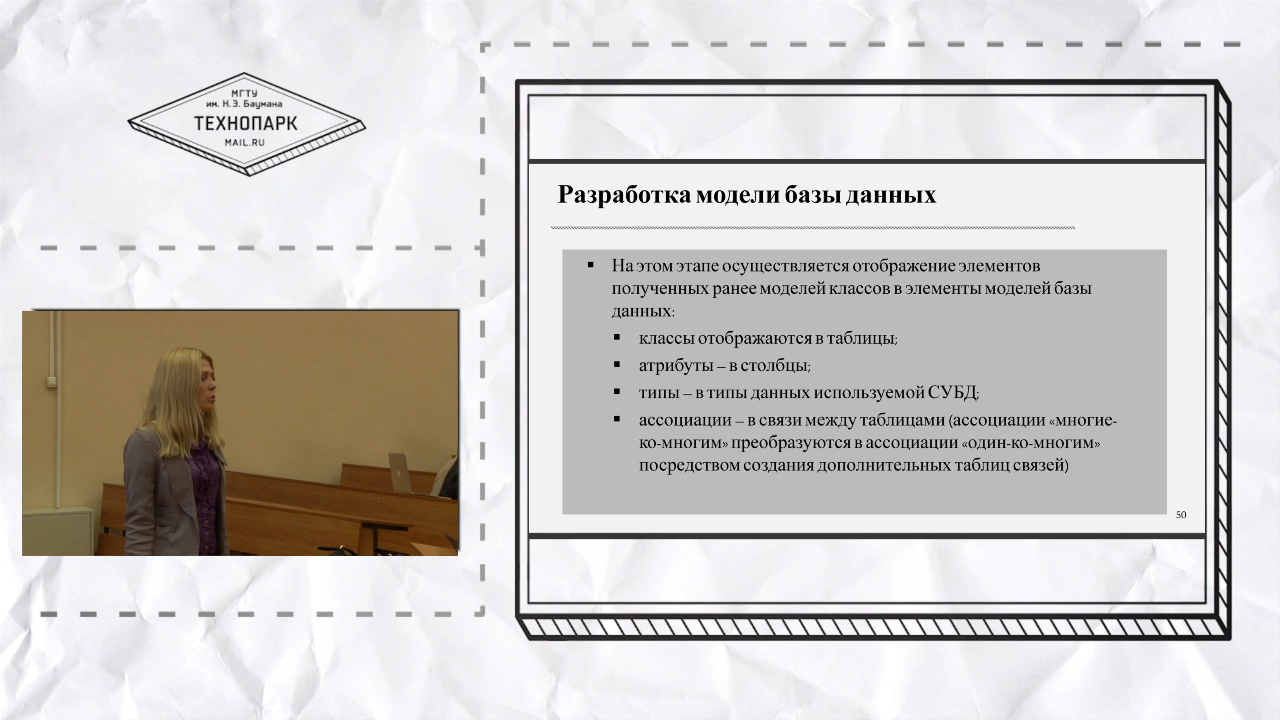 МГТУ
им. Н.Э. Баумана
ТЕХНОПАРК
MAIL.RU
Разработка модели базы данных
▪ На этом этапе осуществляется отображение элементов
полученных ранее моделей классов в элементы моделей базы
данных:
▪ классы отображаются в таблицы;
▪ атрибуты – в столбцы;
▪ типы – в типы данных используемой СУБД;
▪ ассоциации – в связи между таблицами (ассоциации «многие-
ко-многим» преобразуются в ассоциации «один-ко-многим»
посредством создания дополнительных таблиц связей)
50